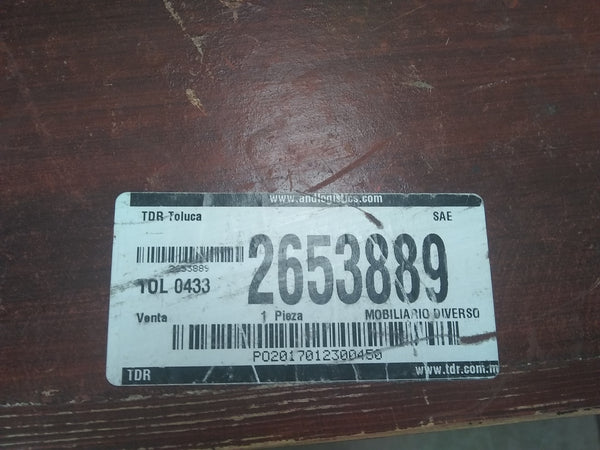 www.andlogistics.com
TDR Toluca SAE
2653889
2653889
TOL 0433
Venta 1 Pieza MOBILIARIO DIVERSO
PO2017012300450
TDR www.tdr.com.m